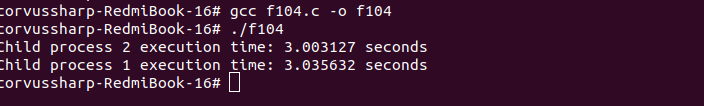 corvussharp-RedmiBook-16# gcc f104.c -o f104
corvussharp-RedmiBook-16# ./f104
Child process 2 execution time: 3.003127 seconds
Child process 1 execution time: 3.035632 seconds
corvussharp-RedmiBook-16#